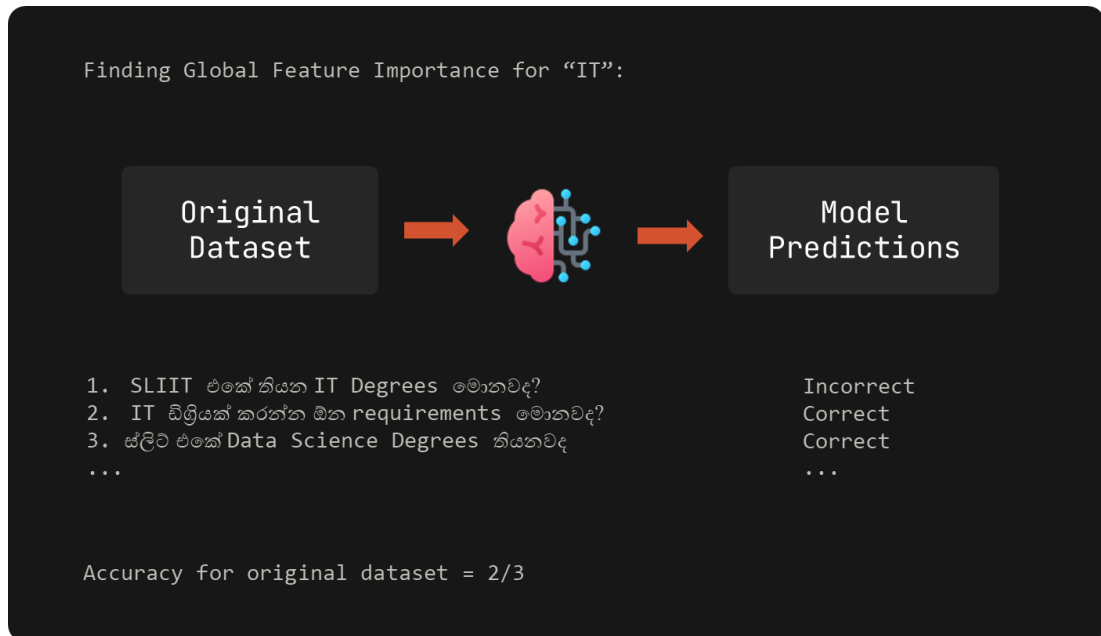 Finding Global Feature Importance for “IT”:
Original
Dataset
Model
Predictions
1. SLIIT එකේ තියන IT Degrees මොනවද?
Incorrect
2. IT ඩිග්‍රියක් කරන්න ඕන requirements මොනවද?
Correct
3. ස්ලිට් එකේ Data Science Degrees තියනවද
Correct
...
...
Accuracy for original dataset = 2/3